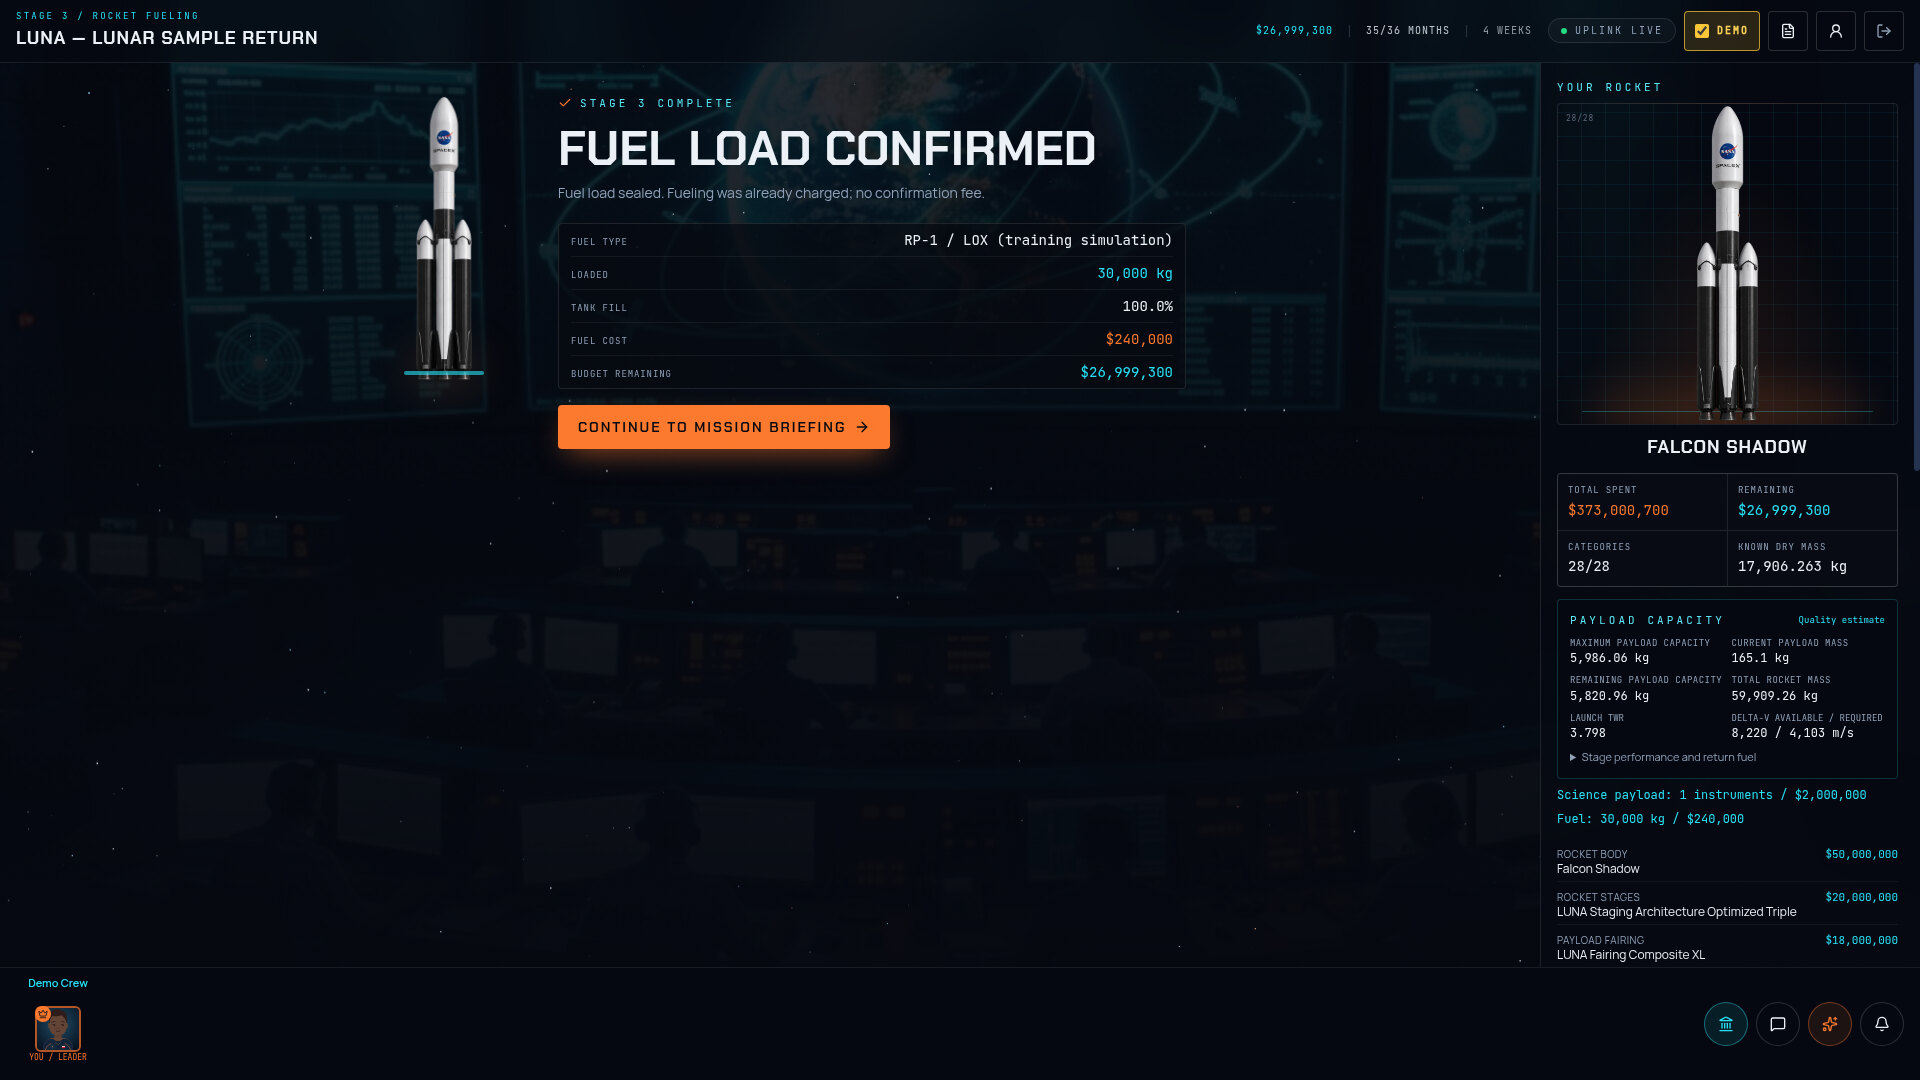 STAGE 3 / ROCKET FUELING
LUNA — LUNAR SAMPLE RETURN
$26,999,300
35/36 MONTHS
4 WEEKS
UPLINK LIVE
DEMO
STAGE 3 COMPLETE
FUEL LOAD CONFIRMED
Fuel load sealed. Fueling was already charged; no confirmation fee.
FUEL TYPE RP-1 / LOX (training simulation)
LOADED 30,000 kg
TANK FILL 100.0%
FUEL COST $240,000
BUDGET REMAINING $26,999,300
CONTINUE TO MISSION BRIEFING →
YOUR ROCKET
28/28
NASA
SPACEX
FALCON SHADOW
TOTAL SPENT REMAINING
$373,000,700 $26,999,300
CATEGORIES KNOWN DRY MASS
28/28 17,906.263 kg
PAYLOAD CAPACITY Quality estimate
MAXIMUM PAYLOAD CAPACITY CURRENT PAYLOAD MASS
5,986.06 kg 165.1 kg
REMAINING PAYLOAD CAPACITY TOTAL ROCKET MASS
5,820.96 kg 59,909.26 kg
LAUNCH TWR DELTA-V AVAILABLE / REQUIRED
3.798 8,220 / 4,103 m/s
Stage performance and return fuel
Science payload: 1 instruments / $2,000,000
Fuel: 30,000 kg / $240,000
ROCKET BODY $50,000,000
Falcon Shadow
ROCKET STAGES $20,000,000
LUNA Staging Architecture Optimized Triple
PAYLOAD FAIRING $18,000,000
LUNA Fairing Composite XL
Demo Crew
YOU / LEADER